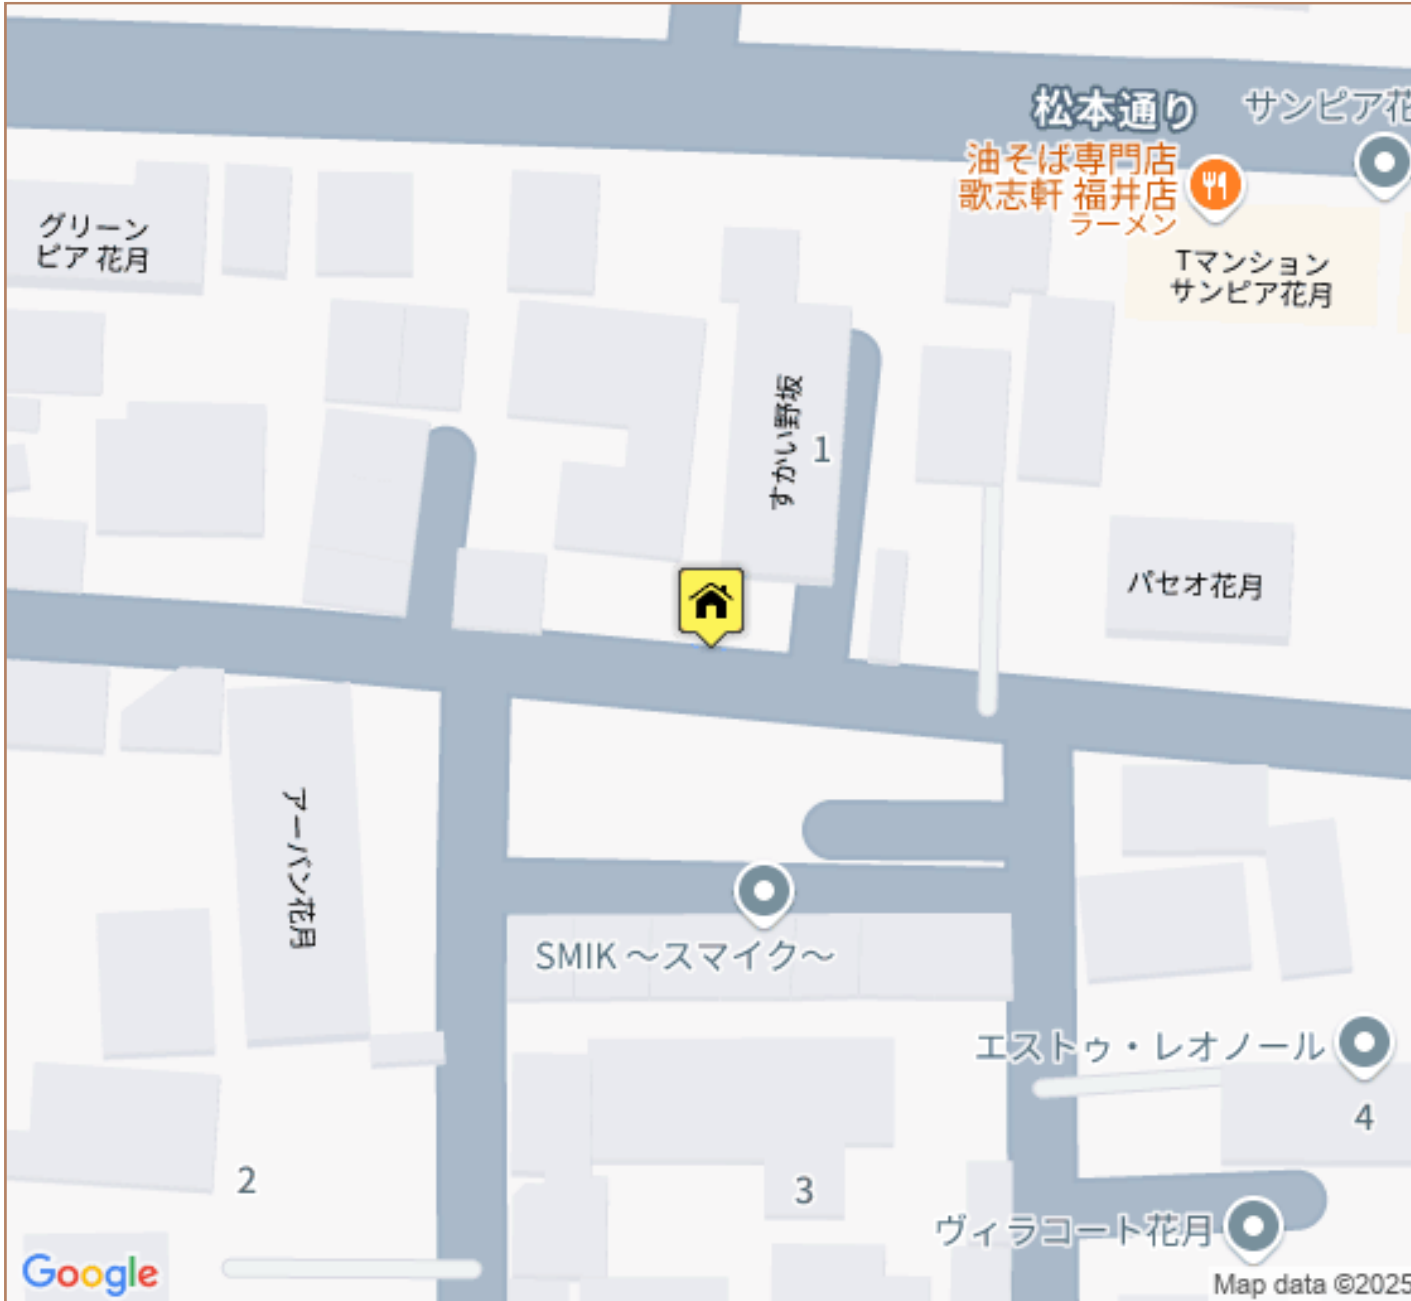 松本通り
サンピア花
油そば専門店
歌志軒 福井店
ラーメン
グリーン
ピア 花月
Tマンション
サンピア花月
すかい野坂
1
パセオ花月
アーバン花月
SMIK ～スマイク～
エストゥ・レオノール
4
2
3
ヴィラコート花月
Google
Map data ©2025